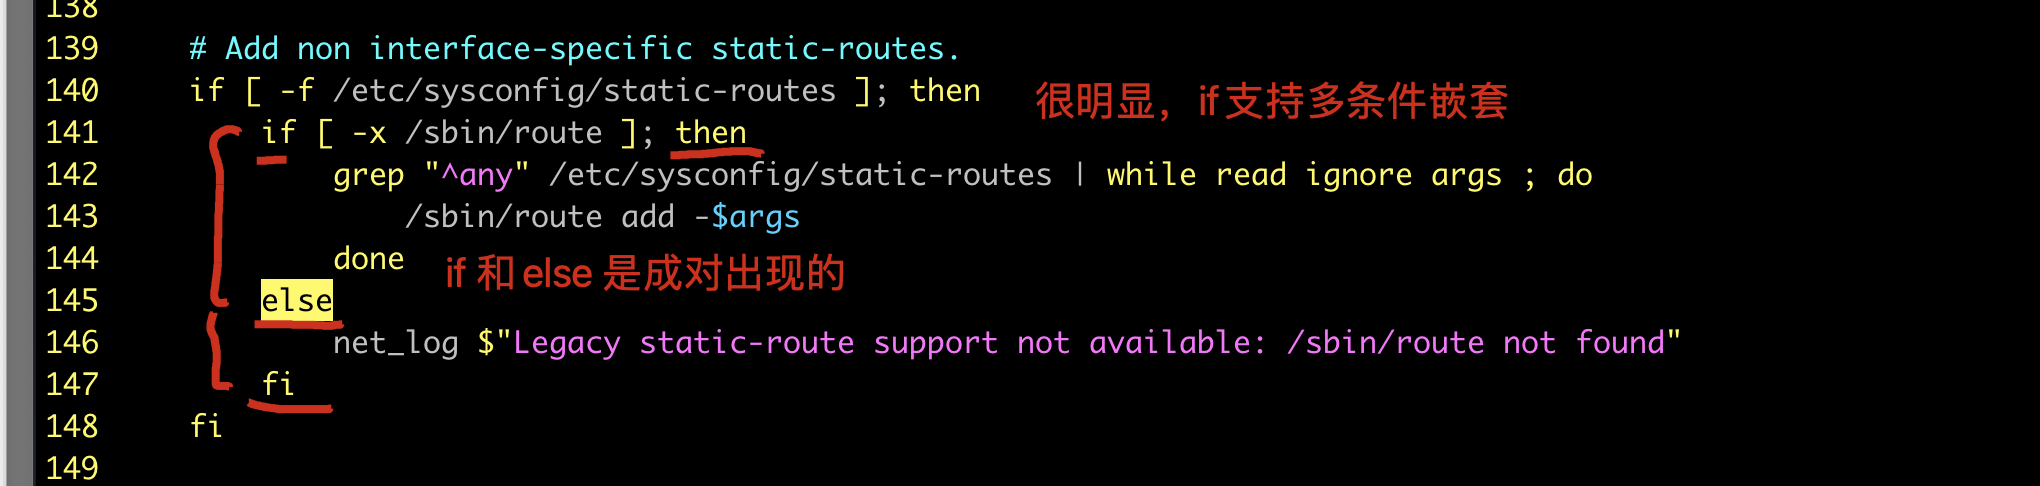 138
139     # Add non interface-specific static-routes.
140     if [ -f /etc/sysconfig/static-routes ]; then     很明显，if支持多条件嵌套
141         if [ -x /sbin/route ]; then
142             grep "^any" /etc/sysconfig/static-routes | while read ignore args ; do
143                 /sbin/route add -$args
144             done     if 和 else 是成对出现的
145         else
146             net_log $"Legacy static-route support not available: /sbin/route not found"
147         fi
148     fi
149